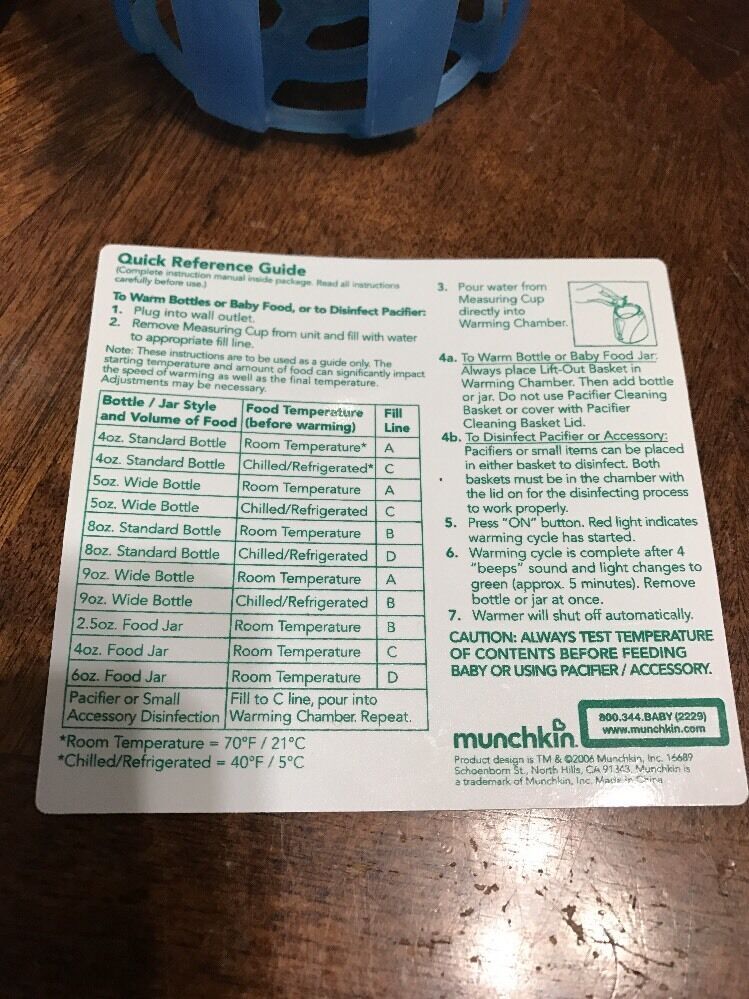 Quick Reference Guide
(Complete instruction manual inside package. Read all instructions
carefully before use.)
To Warm Bottles or Baby Food, or to Disinfect Pacifier:
1. Plug into wall outlet.
2. Remove Measuring Cup from unit and fill with water
to appropriate fill line.
Note: These instructions are to be used as a guide only. The
starting temperature and amount of food can significantly impact
the speed of warming as well as the final temperature.
Adjustments may be necessary.
Bottle / Jar Style and Volume of Food | Food Temperature (before warming) | Fill Line
4oz. Standard Bottle | Room Temperature* | A
4oz. Standard Bottle | Chilled/Refrigerated* | C
5oz. Wide Bottle | Room Temperature | A
5oz. Wide Bottle | Chilled/Refrigerated | C
8oz. Standard Bottle | Room Temperature | B
8oz. Standard Bottle | Chilled/Refrigerated | D
9oz. Wide Bottle | Room Temperature | A
9oz. Wide Bottle | Chilled/Refrigerated | B
2.5oz. Food Jar | Room Temperature | B
4oz. Food Jar | Room Temperature | C
6oz. Food Jar | Room Temperature | D
Pacifier or Small Accessory Disinfection | Fill to C line, pour into Warming Chamber. Repeat.
*Room Temperature = 70°F / 21°C
*Chilled/Refrigerated = 40°F / 5°C
3. Pour water from
Measuring Cup
directly into
Warming Chamber.
4a. To Warm Bottle or Baby Food Jar:
Always place Lift-Out Basket in
Warming Chamber. Then add bottle
or jar. Do not use Pacifier Cleaning
Basket or cover with Pacifier
Cleaning Basket Lid.
4b. To Disinfect Pacifier or Accessory:
Pacifiers or small items can be placed
in either basket to disinfect. Both
baskets must be in the chamber with
the lid on for the disinfecting process
to work properly.
5. Press "ON" button. Red light indicates
warming cycle has started.
6. Warming cycle is complete after 4
"beeps" sound and light changes to
green (approx. 5 minutes). Remove
bottle or jar at once.
7. Warmer will shut off automatically.
CAUTION: ALWAYS TEST TEMPERATURE
OF CONTENTS BEFORE FEEDING
BABY OR USING PACIFIER / ACCESSORY.
munchkin.
800.344.BABY (2229)
www.munchkin.com
Product design is TM & ©2006 Munchkin, Inc. 16689
Schoenborn St., North Hills, CA 91343. Munchkin is
a trademark of Munchkin, Inc. Made in China